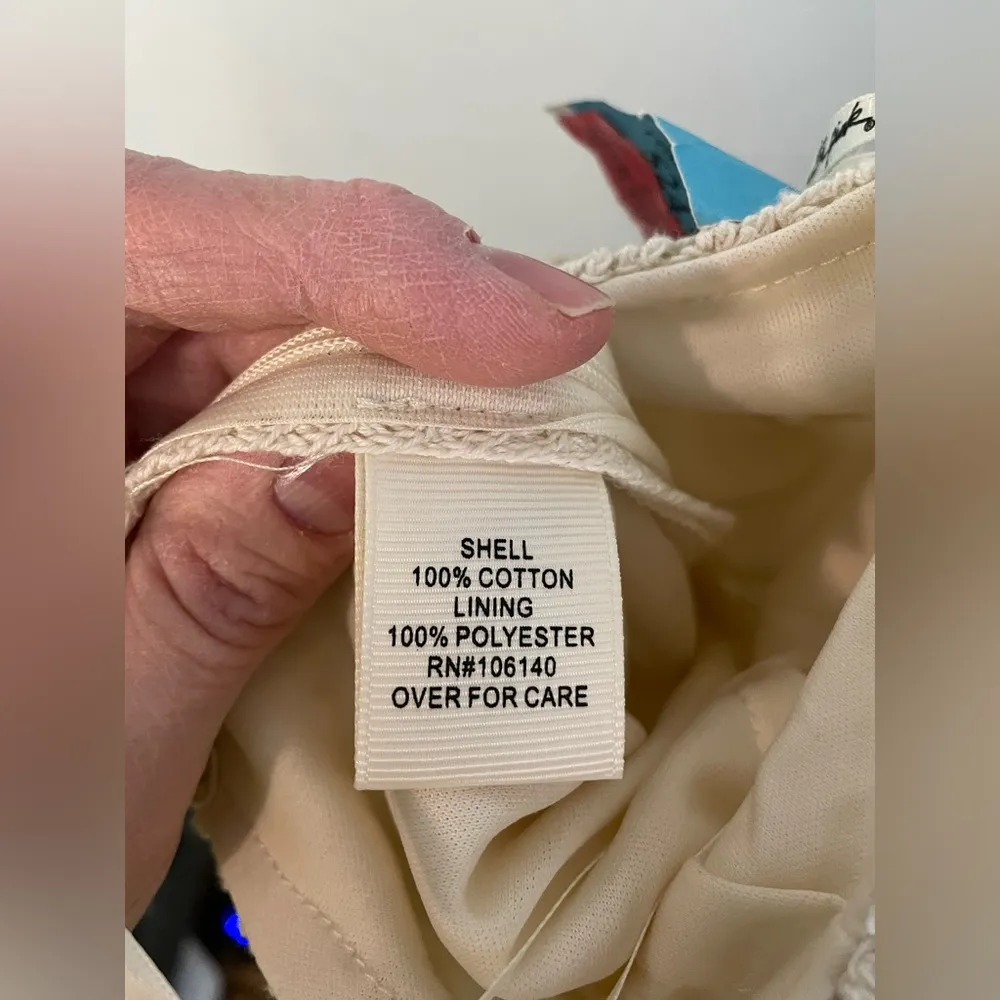 SHELL
100% COTTON
LINING
100% POLYESTER
RN#106140
OVER FOR CARE